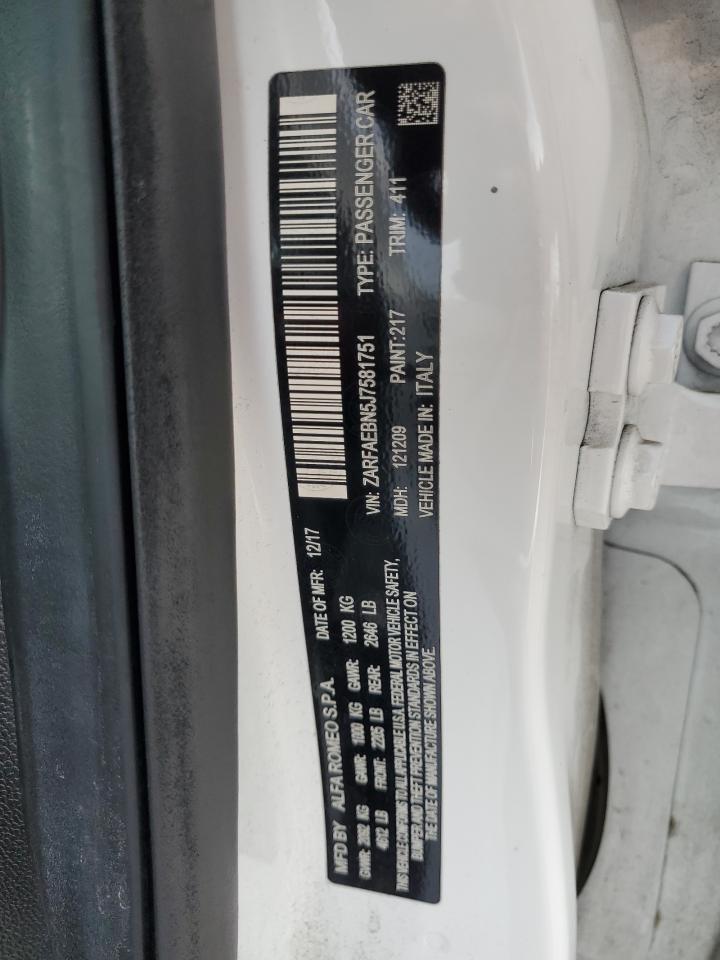 MFD BY ALFA ROMEO S.P.A. DATE OF MFR: 12/17
GVWR: 2092 KG GAWR: 1000 KG GAWR: 1200 KG
4612 LB FRONT: 2205 LB REAR: 2646 LB
THIS VEHICLE CONFORMS TO ALL APPLICABLE U.S.A. FEDERAL MOTOR VEHICLE SAFETY,
BUMPER AND THEFT PREVENTION STANDARDS IN EFFECT ON
THE DATE OF MANUFACTURE SHOWN ABOVE.
VIN: ZARFAEBN5J7581751 TYPE: PASSENGER CAR
MDH: 121209 PAINT:217 TRIM: 411
VEHICLE MADE IN: ITALY